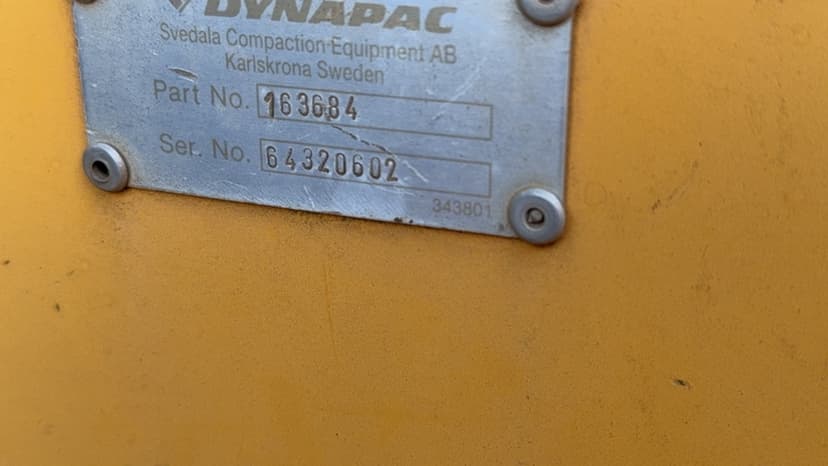 DYNAPAC
Svedala Compaction Equipment AB
Karlskrona Sweden
Part No. 163684
Ser. No. 64320602
343801